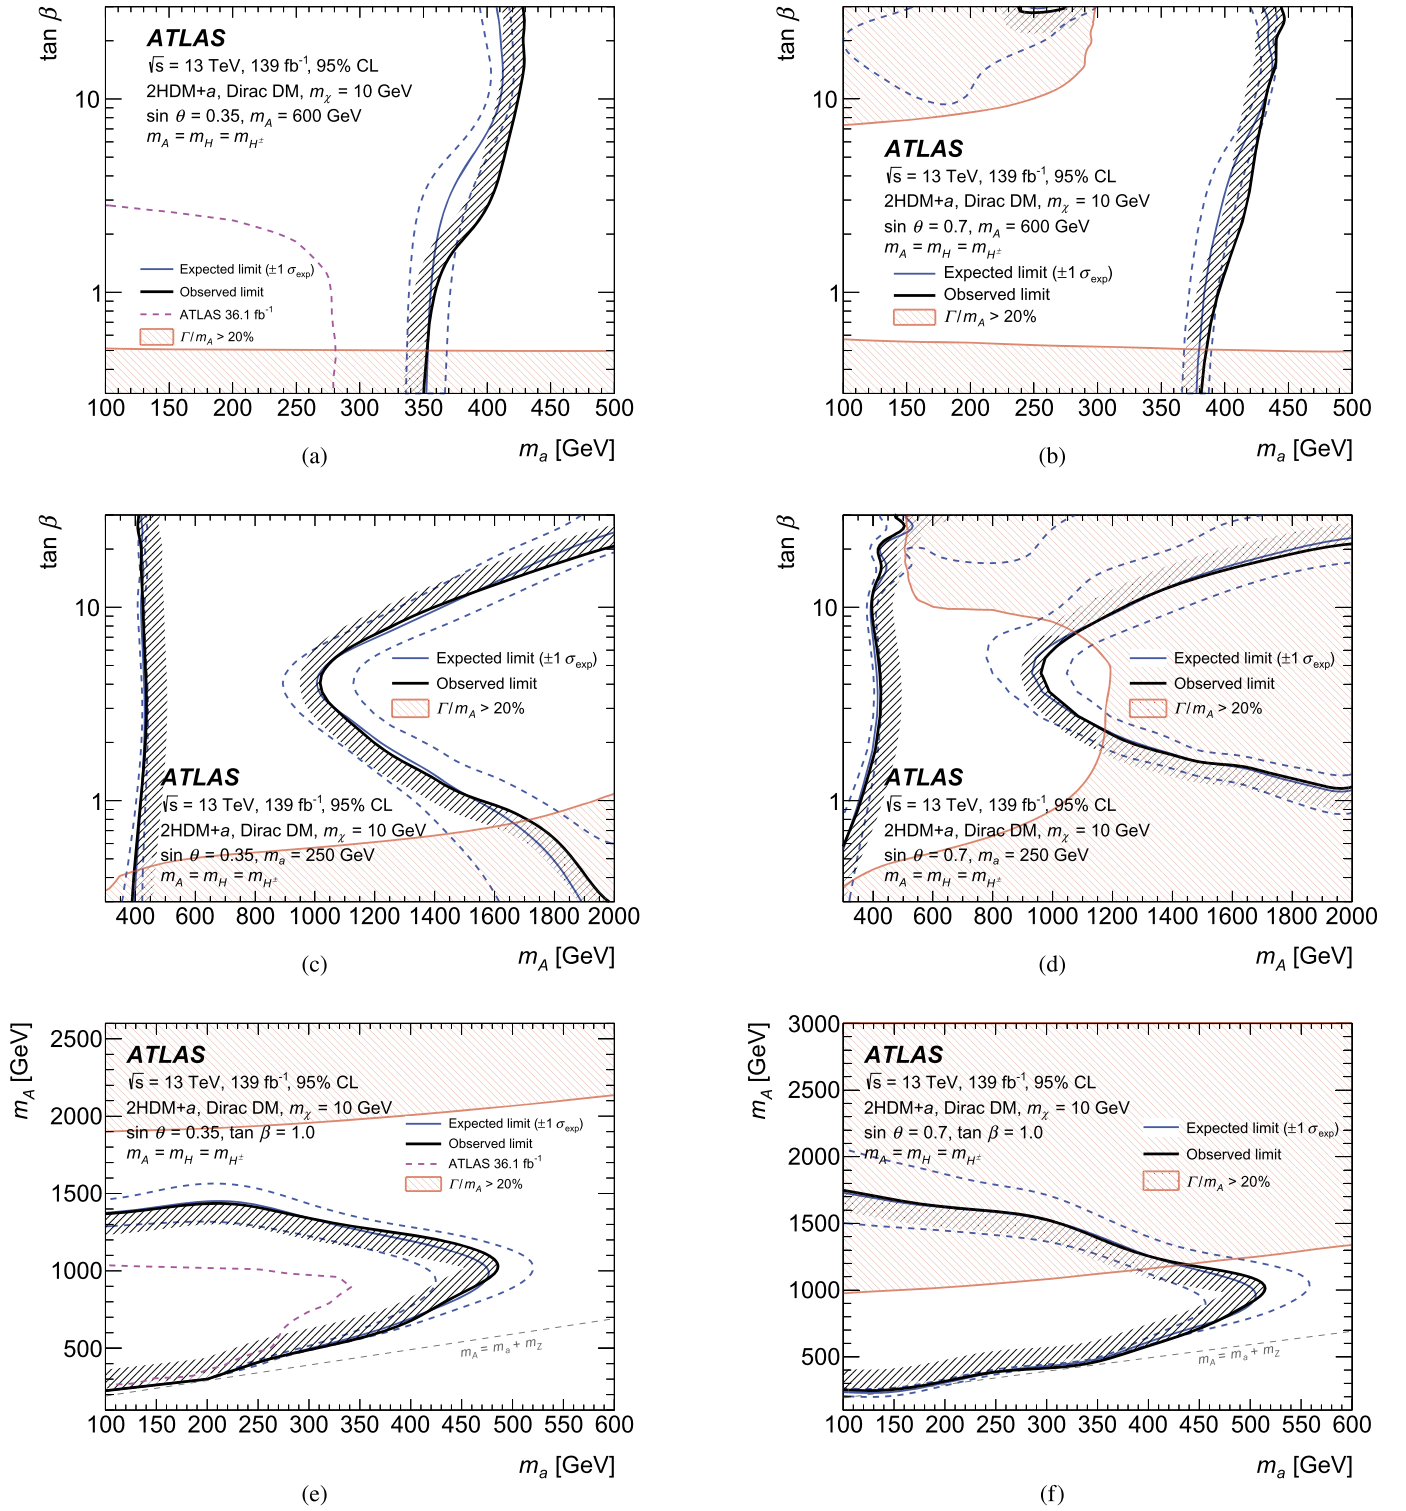 tan β
ATLAS
√s = 13 TeV, 139 fb⁻¹, 95% CL
2HDM+a, Dirac DM, mχ = 10 GeV
sin θ = 0.35, mA = 600 GeV
mA = mH = mH±
Expected limit (±1 σexp)
Observed limit
ATLAS 36.1 fb⁻¹
Γ/mA > 20%
10
1
100 150 200 250 300 350 400 450 500
ma [GeV]
(a)
tan β
ATLAS
√s = 13 TeV, 139 fb⁻¹, 95% CL
2HDM+a, Dirac DM, mχ = 10 GeV
sin θ = 0.7, mA = 600 GeV
mA = mH = mH±
Expected limit (±1 σexp)
Observed limit
Γ/mA > 20%
10
1
100 150 200 250 300 350 400 450 500
ma [GeV]
(b)
tan β
10
1
Expected limit (±1 σexp)
Observed limit
Γ/mA > 20%
ATLAS
√s = 13 TeV, 139 fb⁻¹, 95% CL
2HDM+a, Dirac DM, mχ = 10 GeV
sin θ = 0.35, ma = 250 GeV
mA = mH = mH±
400 600 800 1000 1200 1400 1600 1800 2000
mA [GeV]
(c)
tan β
10
1
Expected limit (±1 σexp)
Observed limit
Γ/mA > 20%
ATLAS
√s = 13 TeV, 139 fb⁻¹, 95% CL
2HDM+a, Dirac DM, mχ = 10 GeV
sin θ = 0.7, ma = 250 GeV
mA = mH = mH±
400 600 800 1000 1200 1400 1600 1800 2000
mA [GeV]
(d)
mA [GeV]
2500
2000
1500
1000
500
ATLAS
√s = 13 TeV, 139 fb⁻¹, 95% CL
2HDM+a, Dirac DM, mχ = 10 GeV
sin θ = 0.35, tan β = 1.0
mA = mH = mH±
Expected limit (±1 σexp)
Observed limit
ATLAS 36.1 fb⁻¹
Γ/mA > 20%
mA = ma + mZ
100 150 200 250 300 350 400 450 500 550 600
ma [GeV]
(e)
mA [GeV]
3000
2500
2000
1500
1000
500
ATLAS
√s = 13 TeV, 139 fb⁻¹, 95% CL
2HDM+a, Dirac DM, mχ = 10 GeV
sin θ = 0.7, tan β = 1.0
mA = mH = mH±
Expected limit (±1 σexp)
Observed limit
Γ/mA > 20%
mA = ma + mZ
100 150 200 250 300 350 400 450 500 550 600
ma [GeV]
(f)